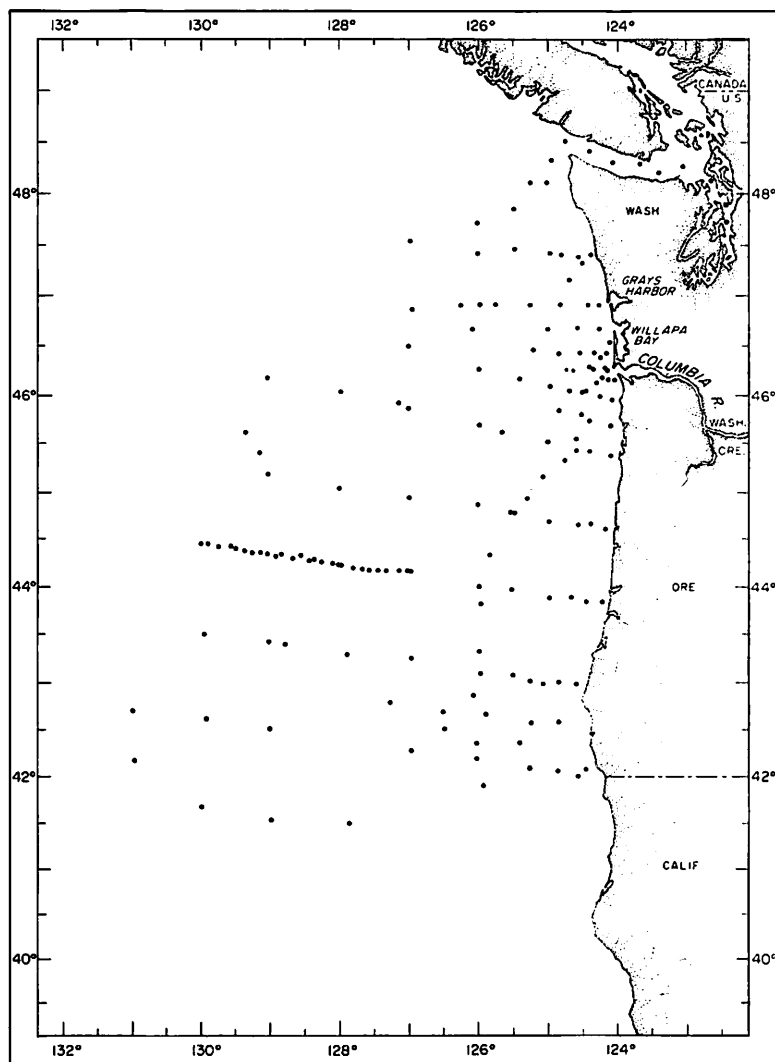 132° 130° 128° 126° 124°
CANADA
U S
48° 48°
WASH
GRAYS
HARBOR
WILLAPA
BAY
COLUMBIA
R.
46° 46°
WASH.
ORE.
44° 44°
ORE
42° 42°
CALIF
40° 40°
132° 130° 128° 126° 124°